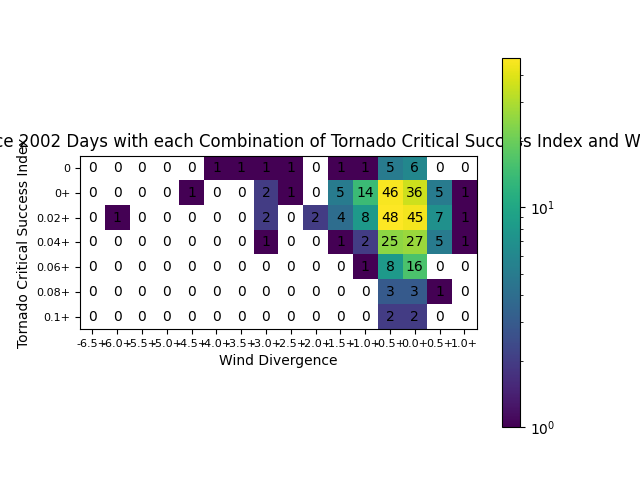 ce 2002 Days with each Combination of Tornado Critical Success Index and W
Tornado Critical Success Index
0 0 0 0 0 0 1 1 1 1 0 1 1 5 6 0 0
0+ 0 0 0 0 1 0 0 2 1 0 5 14 46 36 5 1
0.02+ 0 1 0 0 0 0 0 2 0 2 4 8 48 45 7 1
0.04+ 0 0 0 0 0 0 0 1 0 0 1 2 25 27 5 1
0.06+ 0 0 0 0 0 0 0 0 0 0 0 1 8 16 0 0
0.08+ 0 0 0 0 0 0 0 0 0 0 0 0 3 3 1 0
0.1+ 0 0 0 0 0 0 0 0 0 0 0 0 2 2 0 0
-6.5+ -6.0+ -5.5+ -5.0+ -4.5+ -4.0+ -3.5+ -3.0+ -2.5+ -2.0+ -1.5+ -1.0+ -0.5+ 0.0+ 0.5+ 1.0+
Wind Divergence
10¹
10⁰